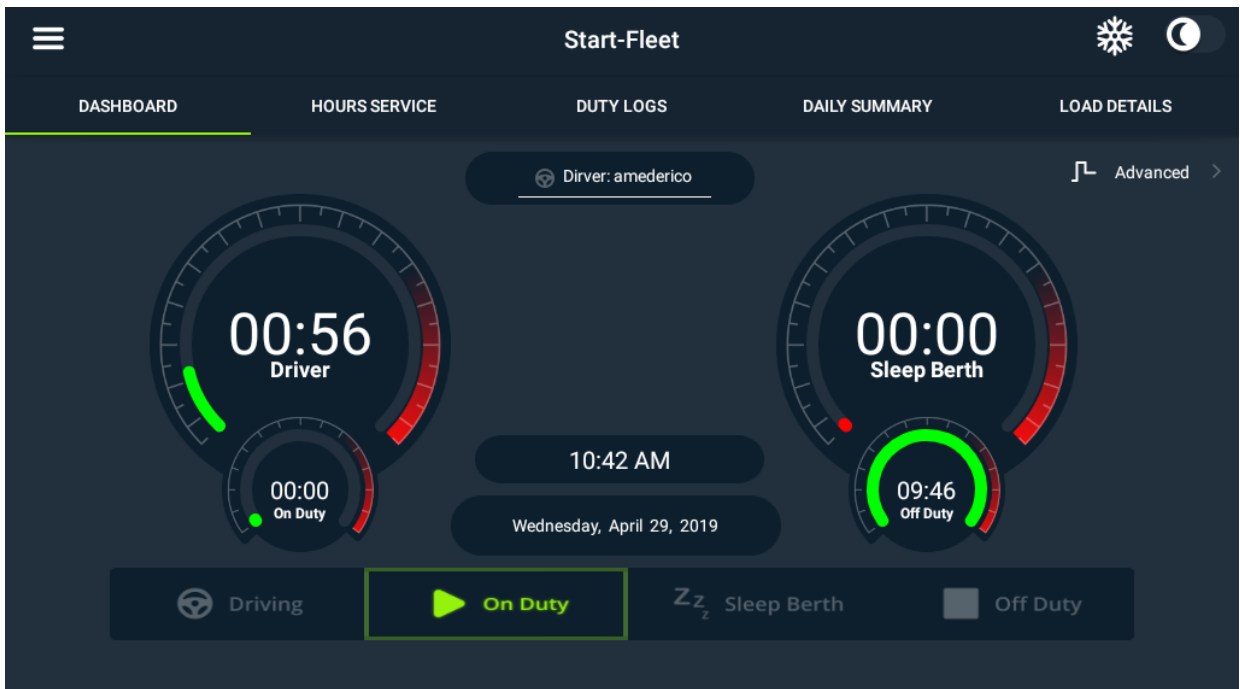 Start-Fleet
DASHBOARD HOURS SERVICE DUTY LOGS DAILY SUMMARY LOAD DETAILS
Dirver: amederico
Advanced
00:56
Driver
00:00
On Duty
10:42 AM
Wednesday, April 29, 2019
00:00
Sleep Berth
09:46
Off Duty
Driving On Duty Zzz Sleep Berth Off Duty